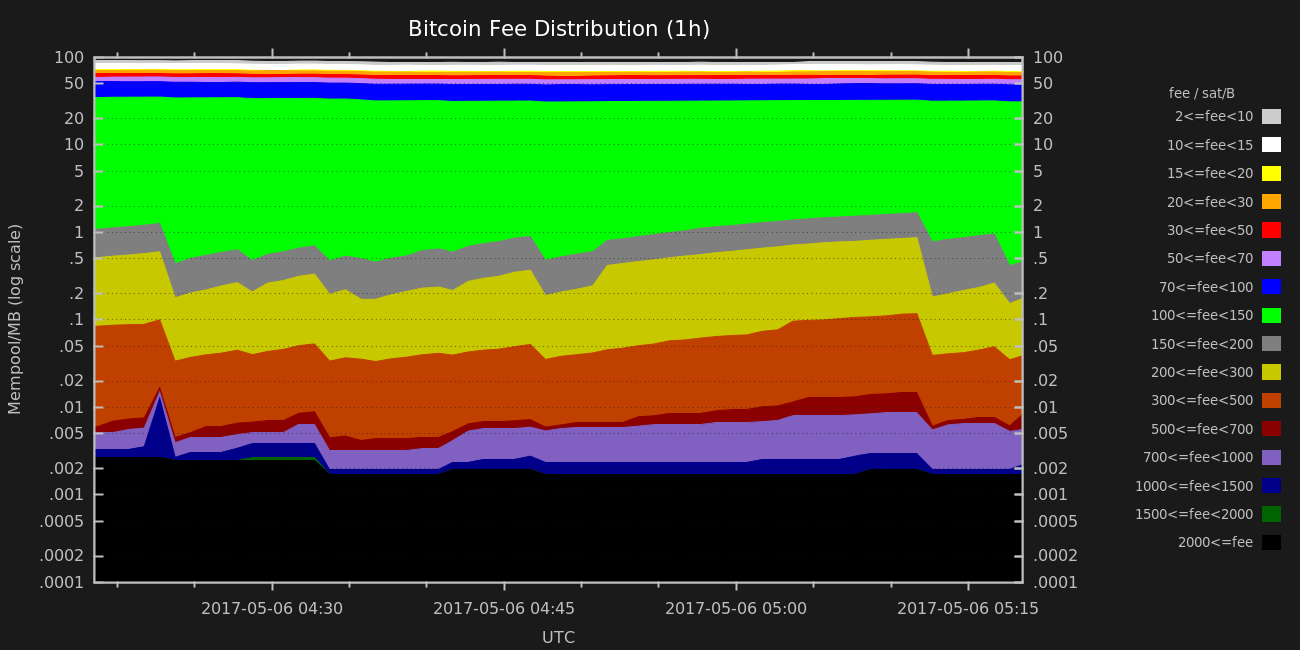 Bitcoin Fee Distribution (1h)
Mempool/MB (log scale)
100
50
20
10
5
2
1
.5
.2
.1
.05
.02
.01
.005
.002
.001
.0005
.0002
.0001
100
50
20
10
5
2
1
.5
.2
.1
.05
.02
.01
.005
.002
.001
.0005
.0002
.0001
2017-05-06 04:30
2017-05-06 04:45
2017-05-06 05:00
2017-05-06 05:15
UTC
fee / sat/B
2<=fee<10
10<=fee<15
15<=fee<20
20<=fee<30
30<=fee<50
50<=fee<70
70<=fee<100
100<=fee<150
150<=fee<200
200<=fee<300
300<=fee<500
500<=fee<700
700<=fee<1000
1000<=fee<1500
1500<=fee<2000
2000<=fee